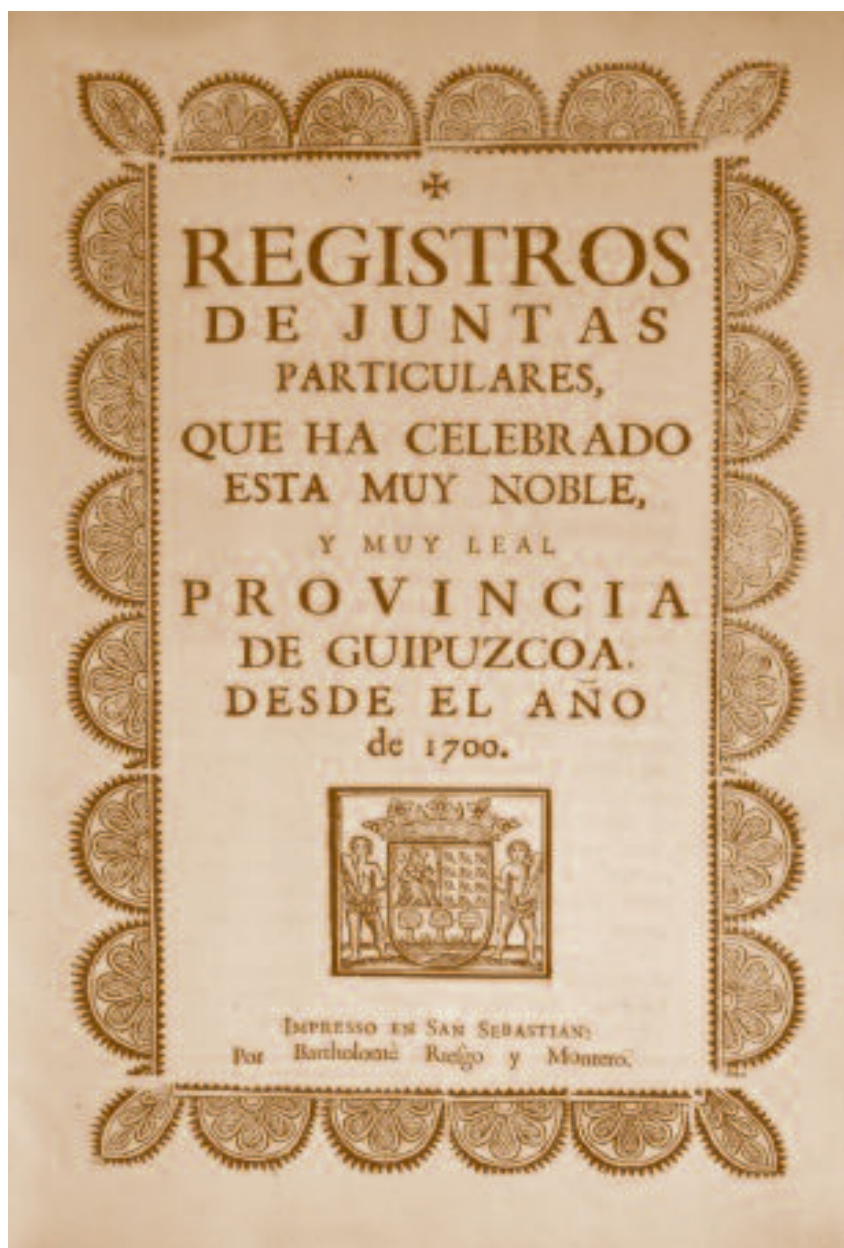 REGISTROS
DE JUNTAS
PARTICULARES,
QUE HA CELEBRADO
ESTA MUY NOBLE,
Y MUY LEAL
PROVINCIA
DE GUIPUZCOA.
DESDE EL AÑO
de 1700.
IMPRESSO EN SAN SEBASTIAN:
Por Bartholomè Riesgo y Montero.